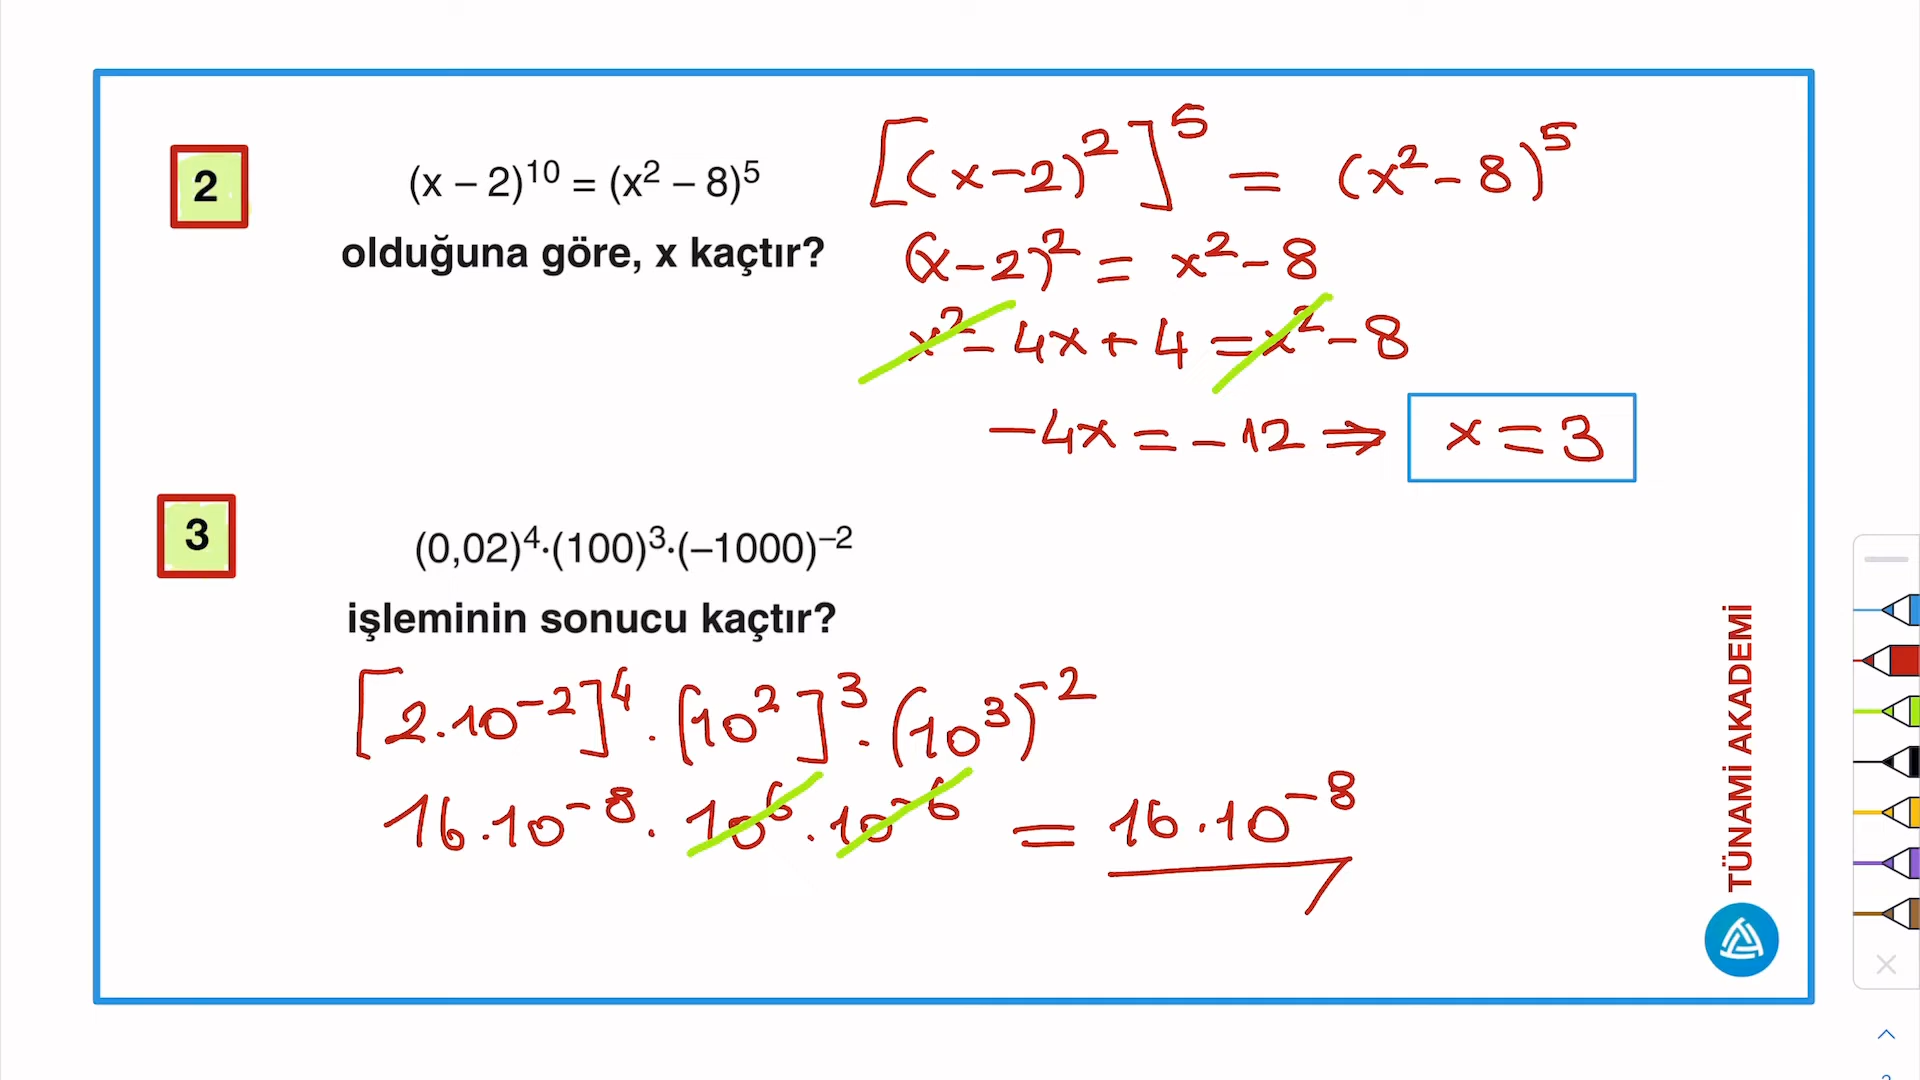 2
(x – 2)¹⁰ = (x² – 8)⁵
olduğuna göre, x kaçtır?
[(x-2)²]⁵ = (x²-8)⁵
(x-2)² = x²-8
x²-4x+4 = x²-8
-4x = -12 ⇒ x = 3
3
(0,02)⁴·(100)³·(–1000)⁻²
işleminin sonucu kaçtır?
[2.10⁻²]⁴ . [10²]³ . (10³)⁻²
16.10⁻⁸ . 10⁶ . 10⁻⁶ = 16.10⁻⁸
TÜNAMİ AKADEMİ